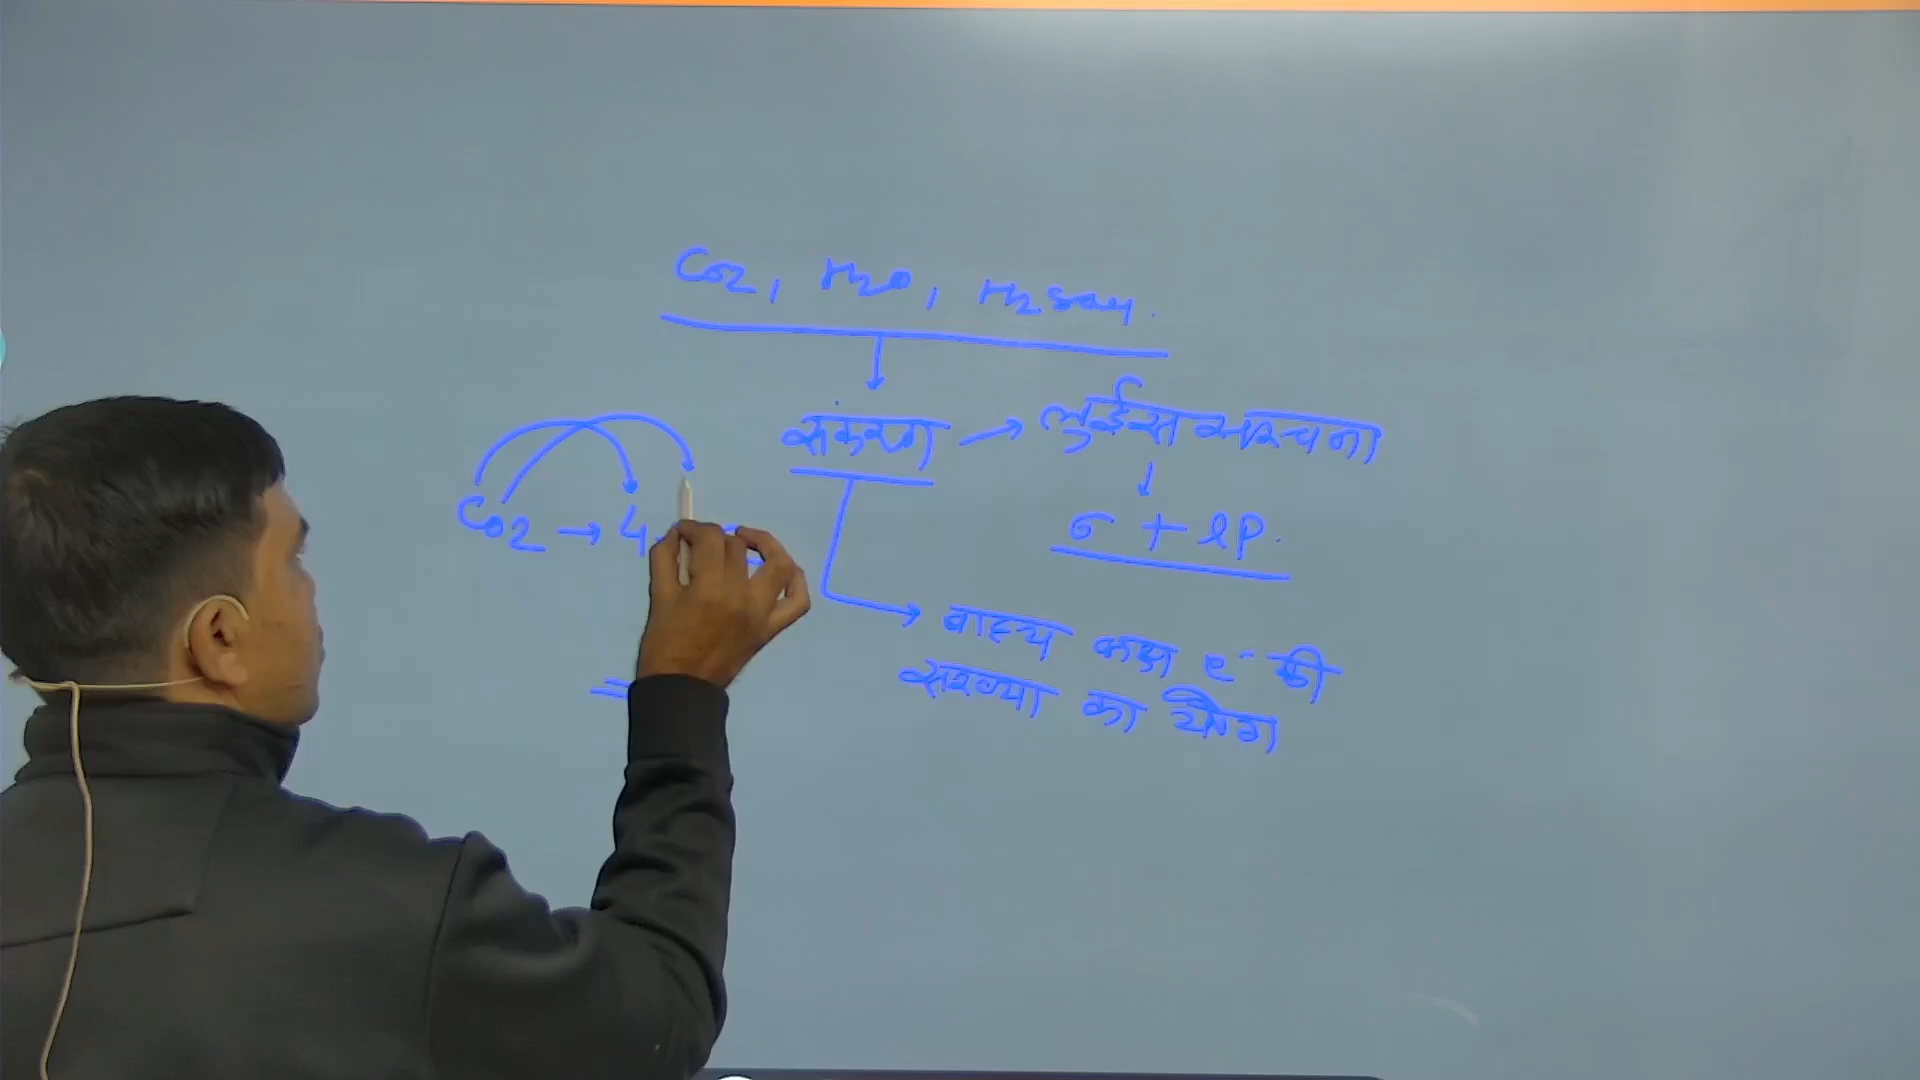 Co2, H2O, H2SO4.
संकरण → लुईस संरचना
σ + lp.
Co2 → 4
बाह्य कक्षा e- की
संख्या का योग
=